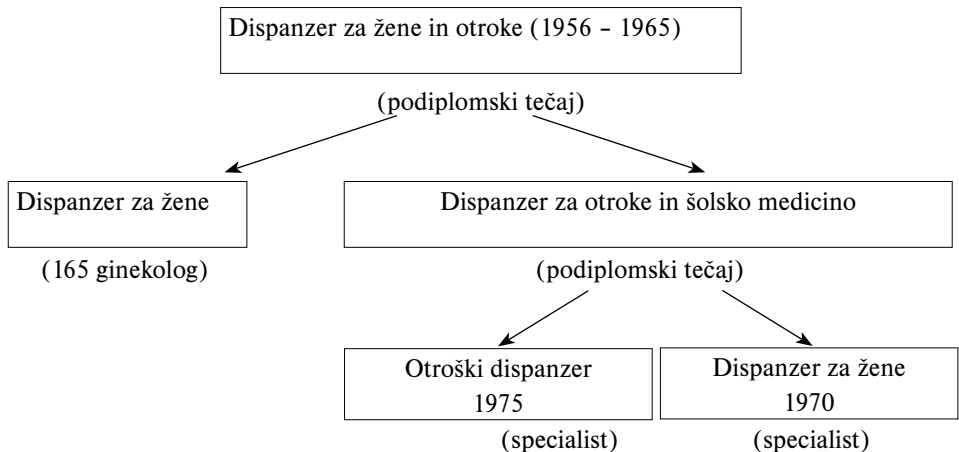 Dispanzer za žene in otroke (1956 – 1965)
(podiplomski tečaj)
Dispanzer za žene
(165 ginekolog)
Dispanzer za otroke in šolsko medicino
(podiplomski tečaj)
Otroški dispanzer
1975
(specialist)
Dispanzer za žene
1970
(specialist)